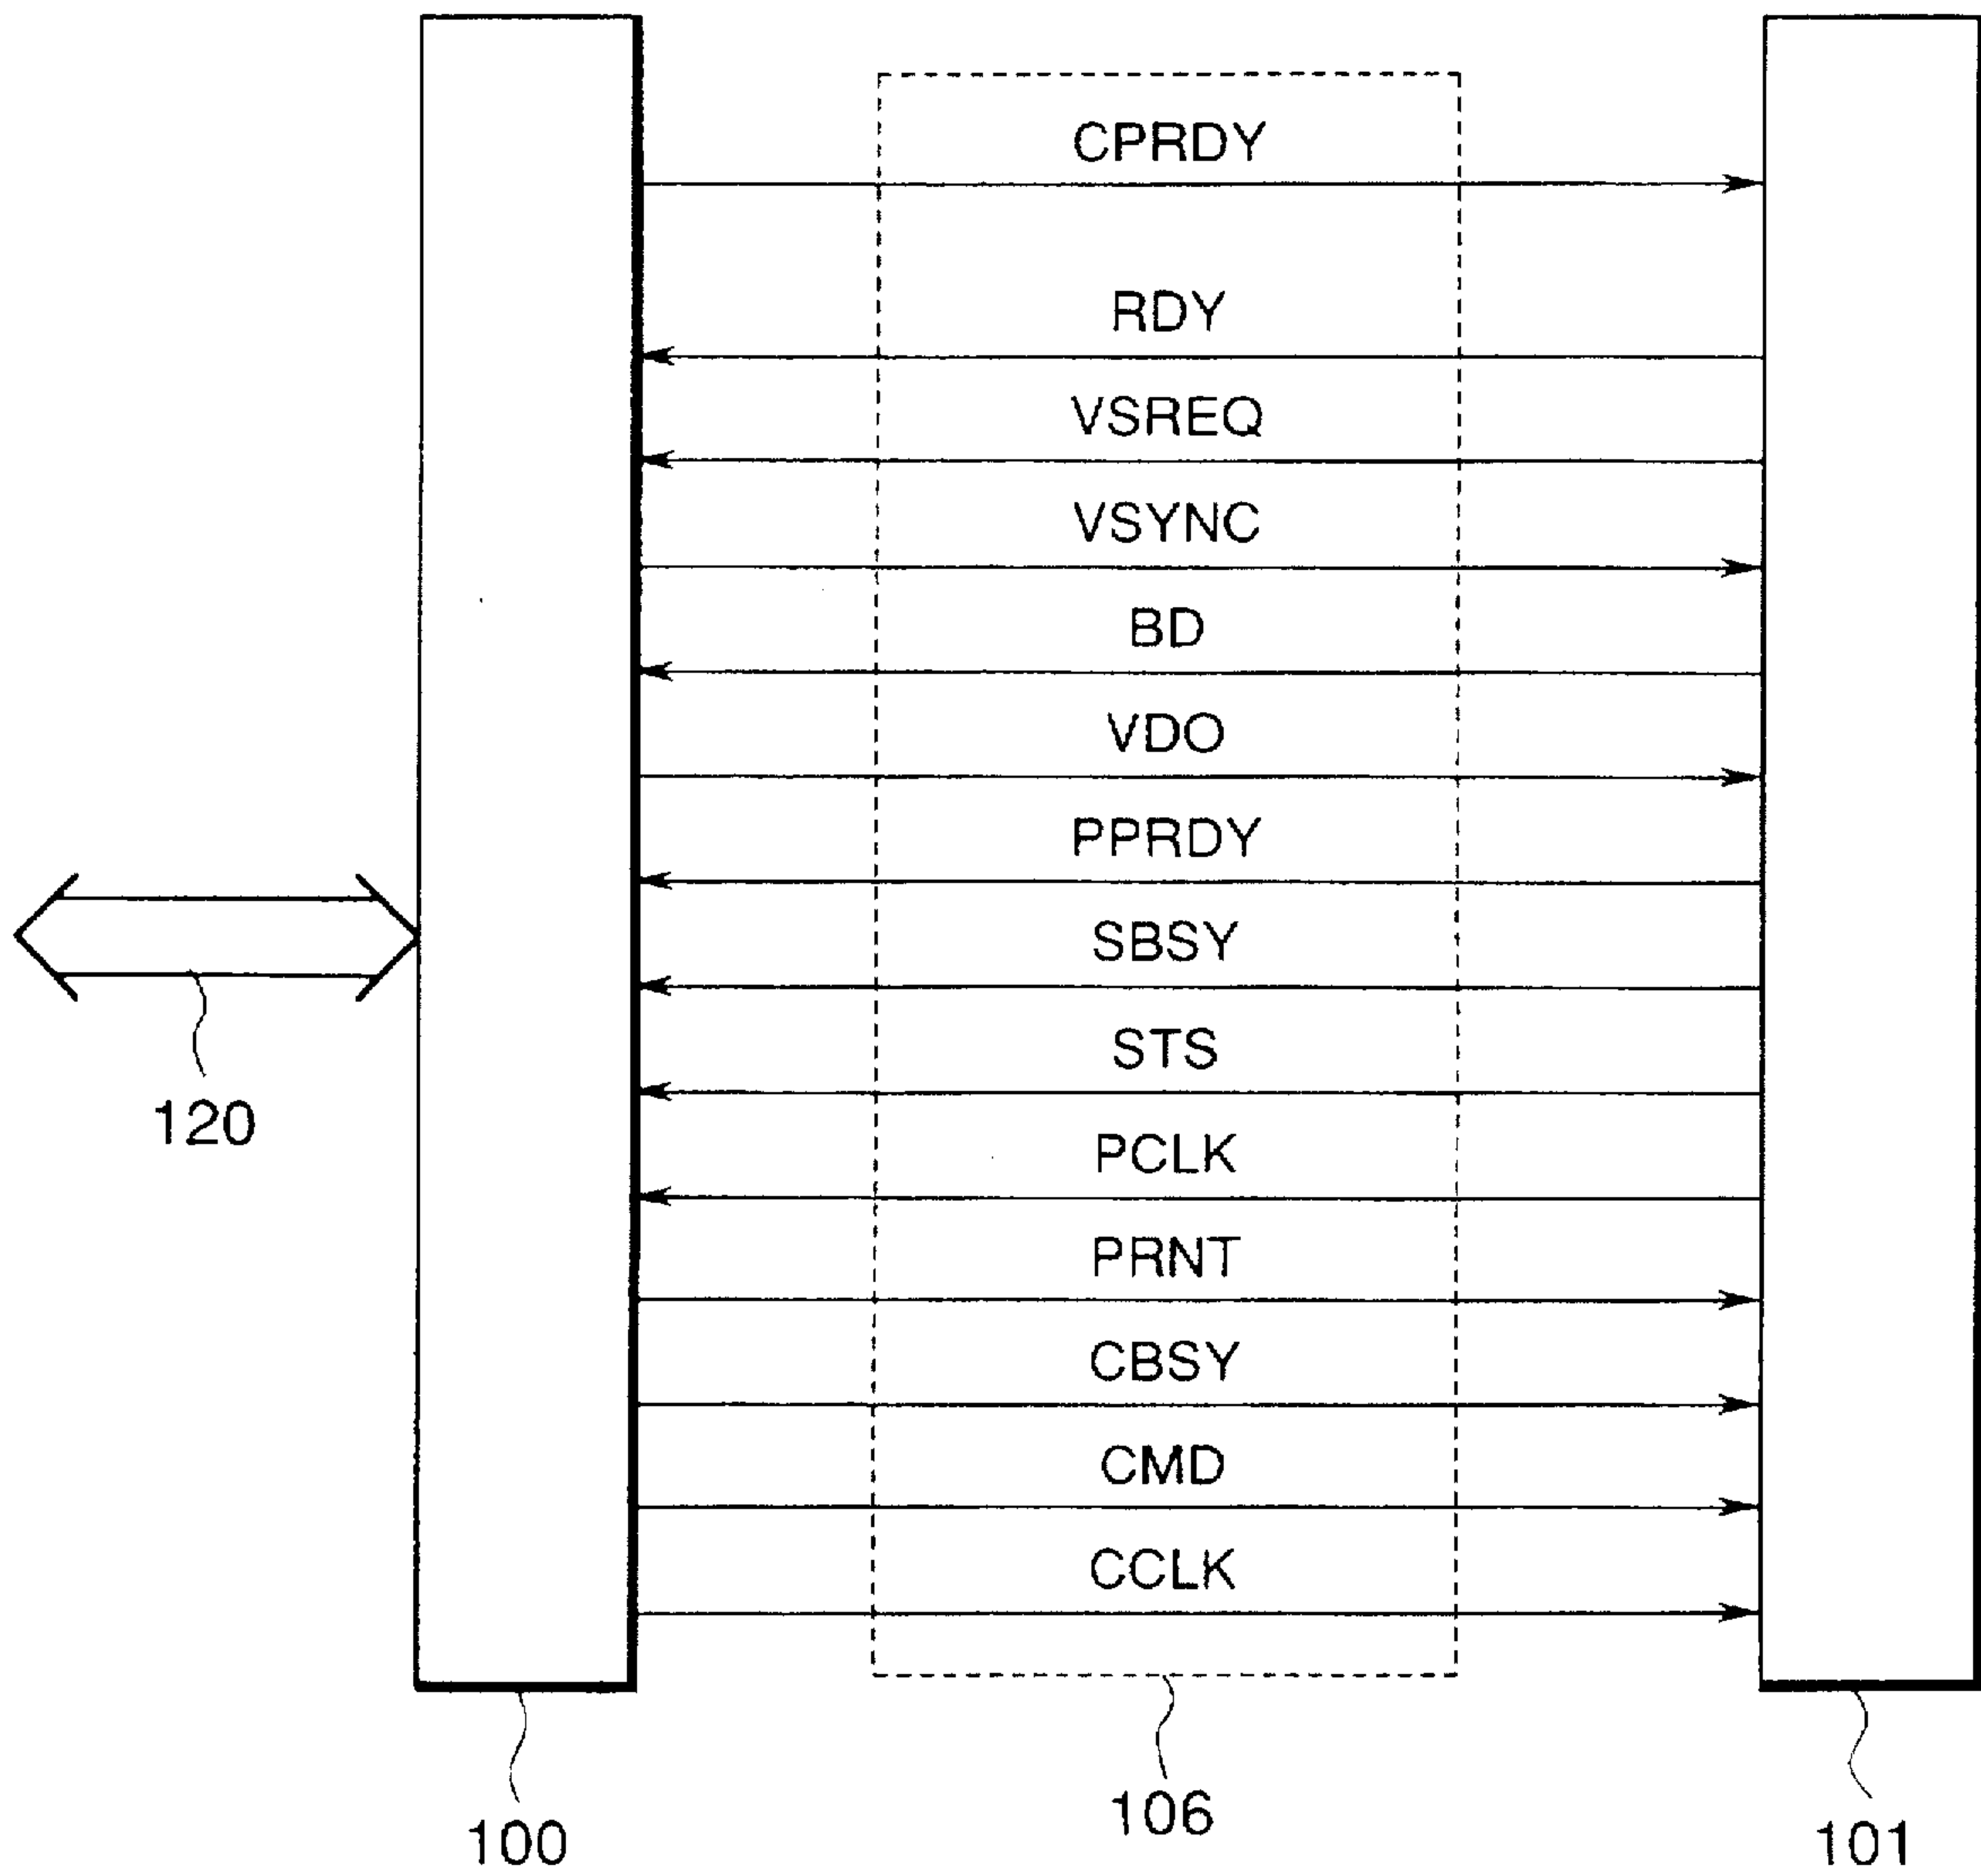 CPRDY
RDY
VSREQ
VSYNC
BD
VDO
PPRDY
SBSY
STS
120
PCLK
PRNT
CBSY
CMD
CCLK
100
106
101